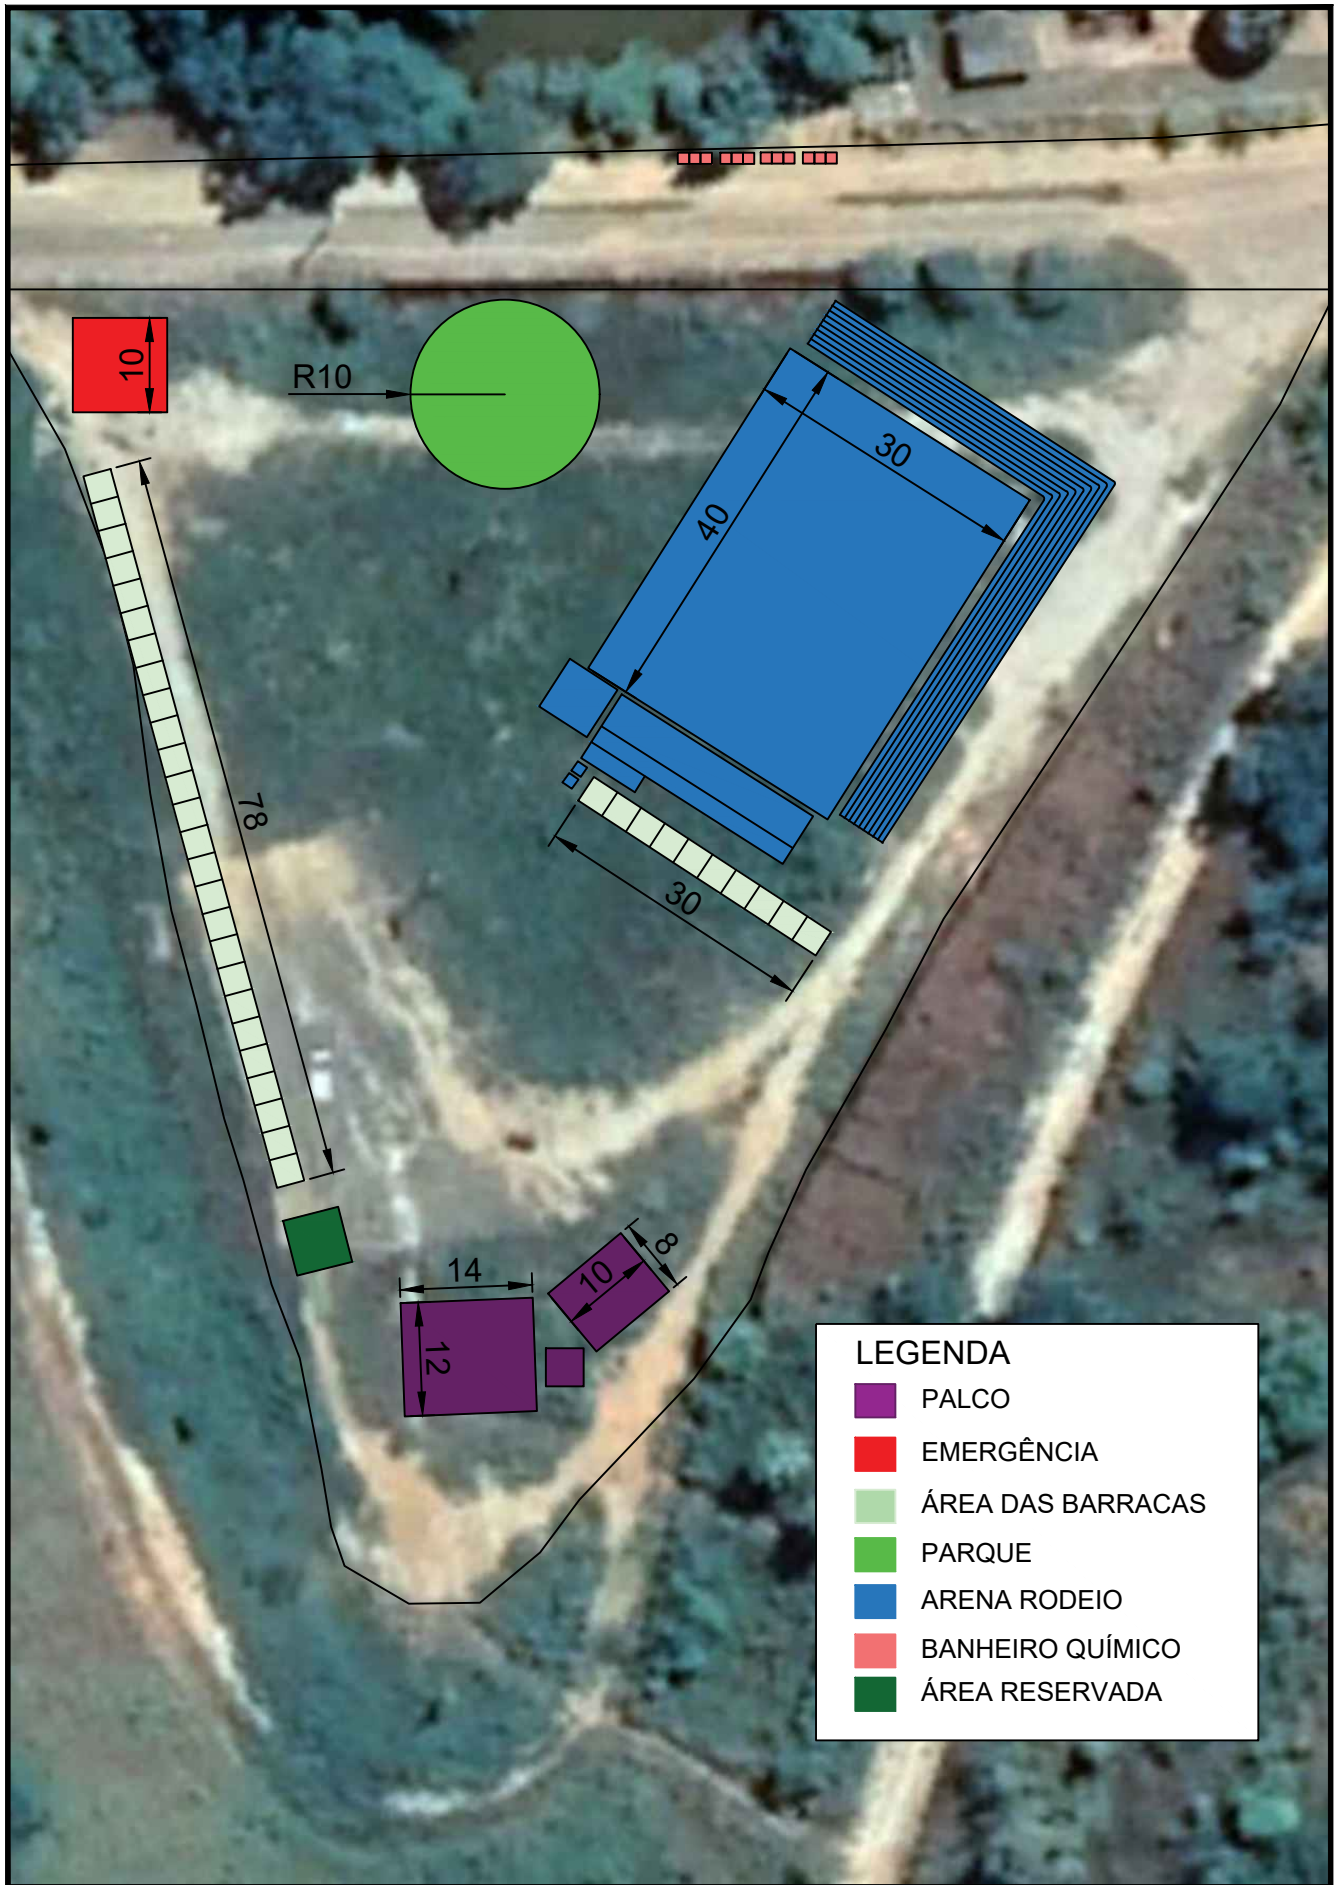 10
R10
30
40
78
30
14
12
10
8
LEGENDA
PALCO
EMERGÊNCIA
ÁREA DAS BARRACAS
PARQUE
ARENA RODEIO
BANHEIRO QUÍMICO
ÁREA RESERVADA